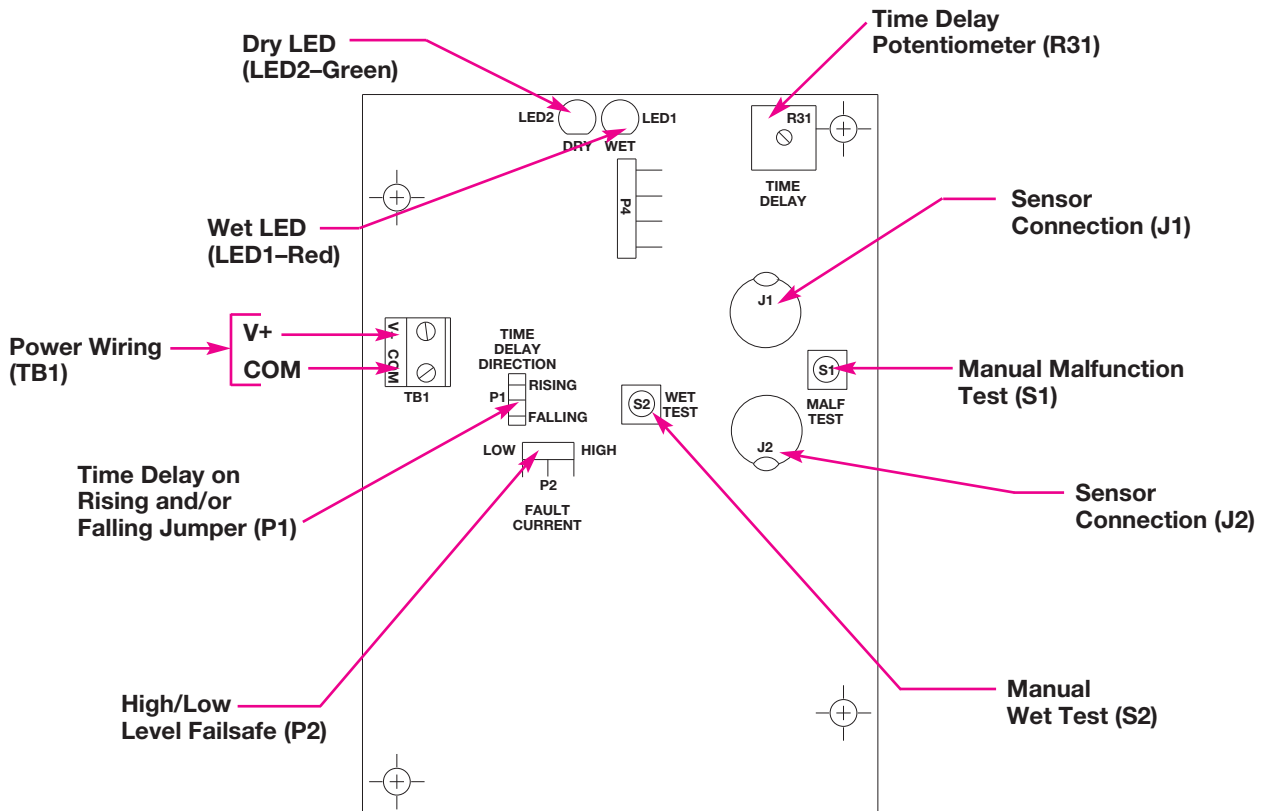 Time Delay
Potentiometer (R31)
Dry LED
(LED2–Green)
LED2
LED1
DRY
WET
R31
TIME
DELAY
P4
Wet LED
(LED1–Red)
Sensor
Connection (J1)
J1
Power Wiring
(TB1)
V+
COM
V+
COM
TB1
TIME
DELAY
DIRECTION
RISING
P1
FALLING
S2
WET
TEST
S1
MALF
TEST
Manual Malfunction
Test (S1)
J2
LOW
HIGH
P2
FAULT
CURRENT
Time Delay on
Rising and/or
Falling Jumper (P1)
Sensor
Connection (J2)
High/Low
Level Failsafe (P2)
Manual
Wet Test (S2)